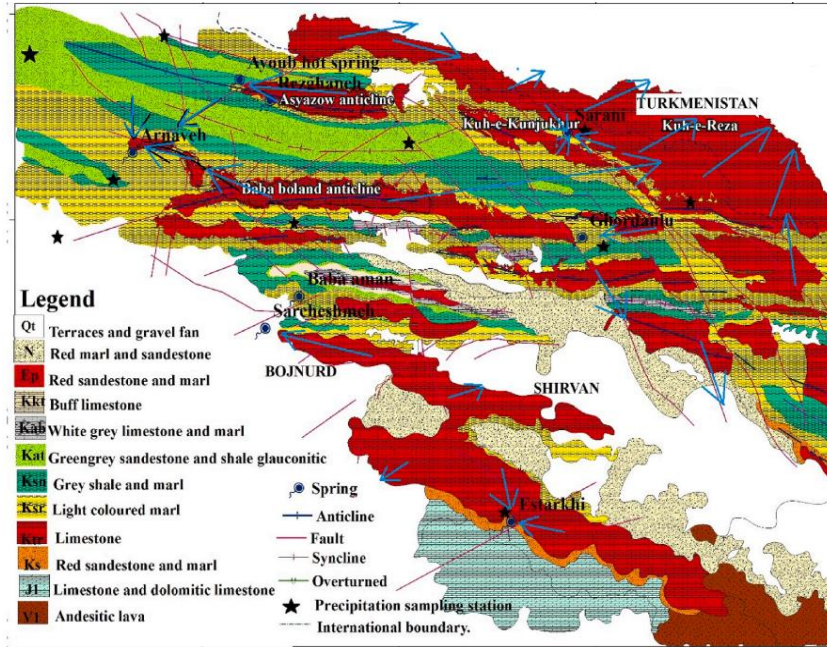 Ayoub hot spring
Rezghaneh
Asyazow anticline
TURKMENISTAN
Kuh-e-Kunjukhur
Sarani
Kuh-e-Reza
Arnaveh
Baba boland anticline
Ghordanlu
Baba aman
Sarcheshmeh
BOJNURD
SHIRVAN
Estarkhi
Legend
Qt Terraces and gravel fan
N Red marl and sandestone
Ep Red sandestone and marl
Kkt Buff limestone
Kab White grey limestone and marl
Kat Greengrey sandestone and shale glauconitic
Ksn Grey shale and marl
Ksr Light coloured marl
Ktr Limestone
Ks Red sandestone and marl
J1 Limestone and dolomitic limestone
V1 Andesitic lava
Spring
Anticline
Fault
Syncline
Overturned
Precipitation sampling station
International boundary.